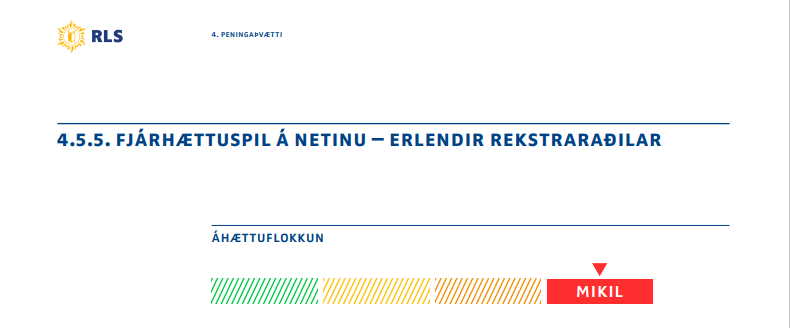 RLS
4. PENINGAÞVÆTTI
4.5.5. FJÁRHÆTTUSPIL Á NETINU – ERLENDIR REKSTRARAÐILAR
ÁHÆTTUFLOKKUN
MIKIL